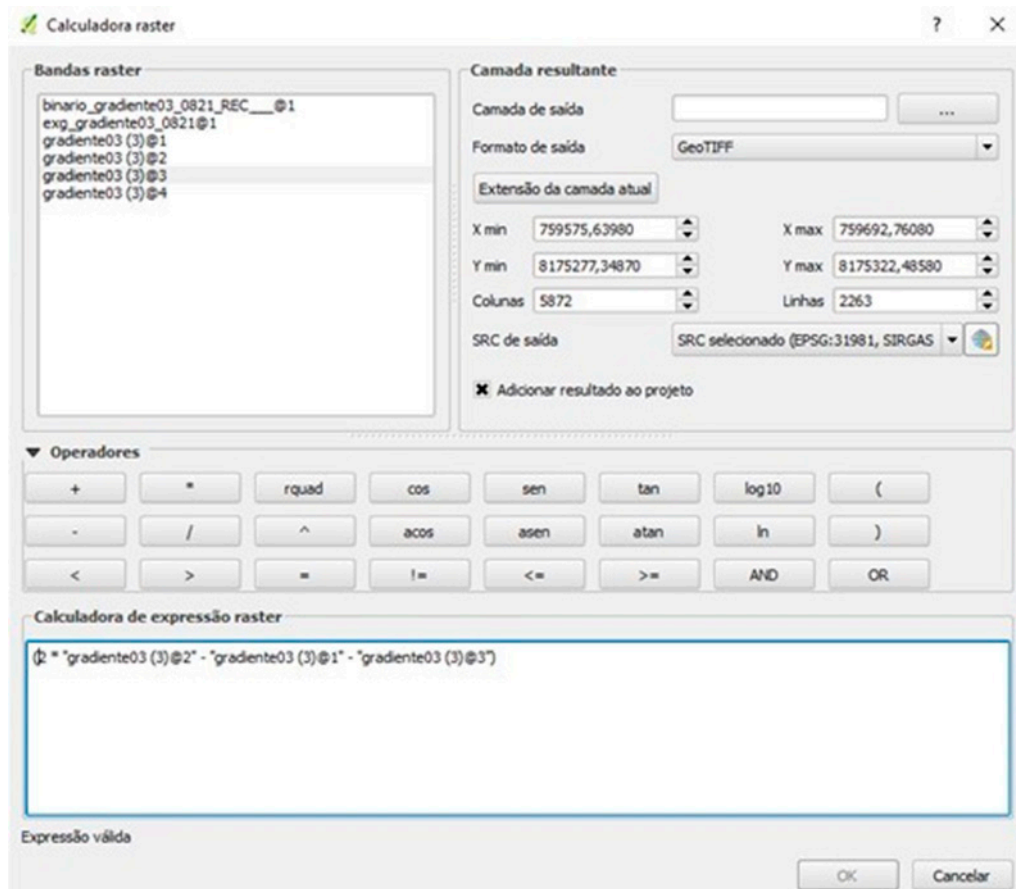 Calculadora raster ? ×
Bandas raster
binario_gradiente03_0821_REC___@1
exg_gradiente03_0821@1
gradiente03 (3)@1
gradiente03 (3)@2
gradiente03 (3)@3
gradiente03 (3)@4
Camada resultante
Camada de saída ...
Formato de saída GeoTIFF
Extensão da camada atual
X min 759575,63980 X max 759692,76080
Y min 8175277,34870 Y max 8175322,48580
Colunas 5872 Linhas 2263
SRC de saída SRC selecionado (EPSG:31981, SIRGAS
Adicionar resultado ao projeto
Operadores
+ * rquad cos sen tan log10 (
- / ^ acos asen atan ln )
< > = != <= >= AND OR
Calculadora de expressão raster
(2 * "gradiente03 (3)@2" - "gradiente03 (3)@1" - "gradiente03 (3)@3")
Expressão válida
OK Cancelar